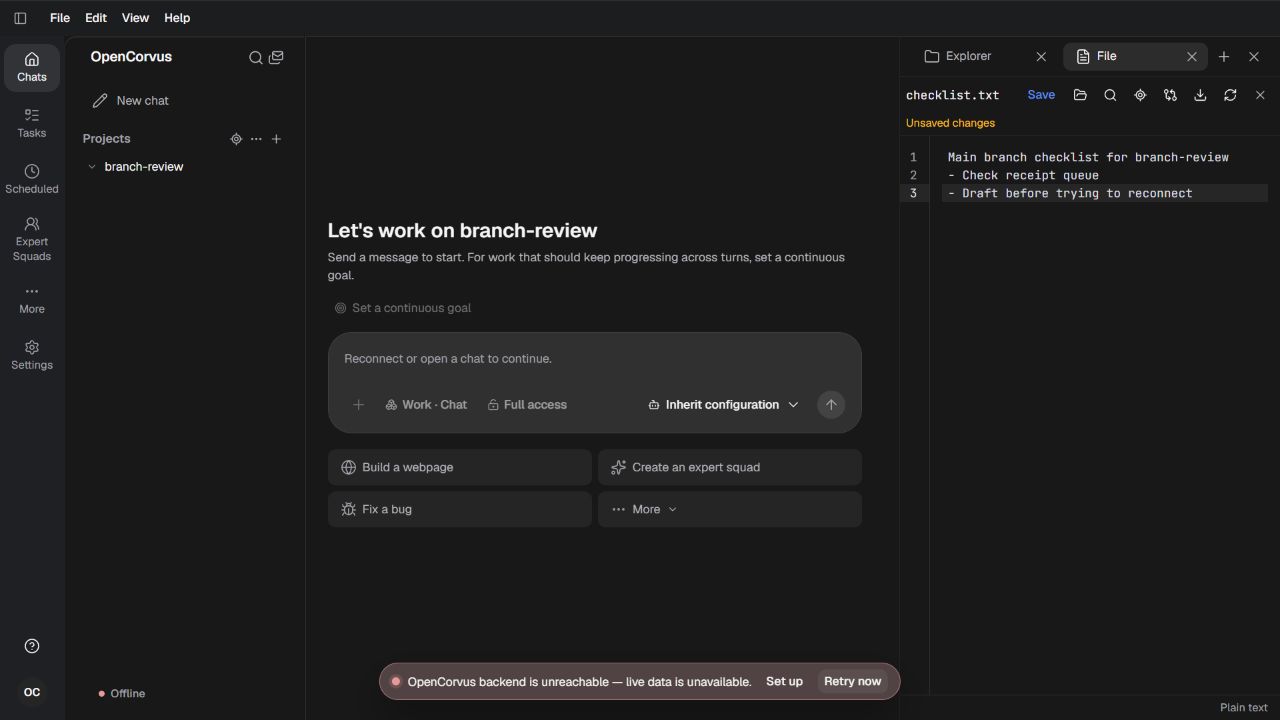 File Edit View Help
Chats
Tasks
Scheduled
Expert
Squads
More
Settings
OC
OpenCorvus
New chat
Projects
branch-review
Offline
Let's work on branch-review
Send a message to start. For work that should keep progressing across turns, set a continuous
goal.
Set a continuous goal
Reconnect or open a chat to continue.
Work · Chat Full access Inherit configuration
Build a webpage
Create an expert squad
Fix a bug
More
OpenCorvus backend is unreachable — live data is unavailable. Set up Retry now
Explorer
File
checklist.txt Save
Unsaved changes
1 Main branch checklist for branch-review
2 - Check receipt queue
3 - Draft before trying to reconnect
Plain text